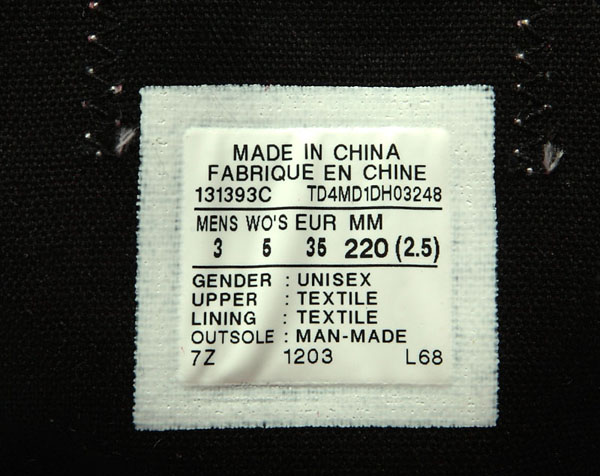 MADE IN CHINA
FABRIQUE EN CHINE
131393C TD4MD1DH03248
MENS WO'S EUR MM
3 5 35 220 (2.5)
GENDER : UNISEX
UPPER : TEXTILE
LINING : TEXTILE
OUTSOLE : MAN-MADE
7Z 1203 L68